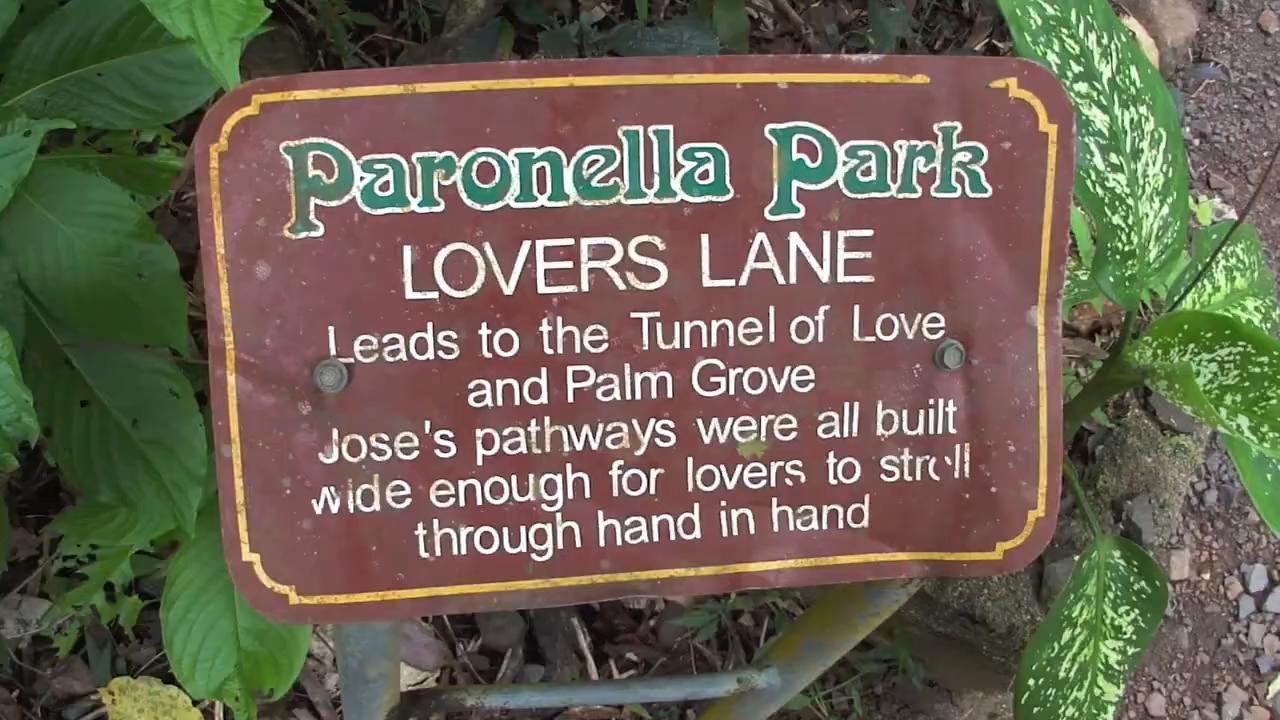 Paronella Park
LOVERS LANE
Leads to the Tunnel of Love
and Palm Grove
Jose's pathways were all built
wide enough for lovers to stroll
through hand in hand